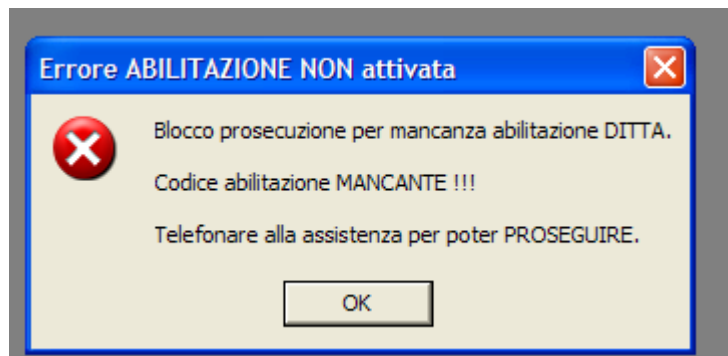 Errore ABILITAZIONE NON attivata
Blocco prosecuzione per mancanza abilitazione DITTA.
Codice abilitazione MANCANTE !!!
Telefonare alla assistenza per poter PROSEGUIRE.
OK